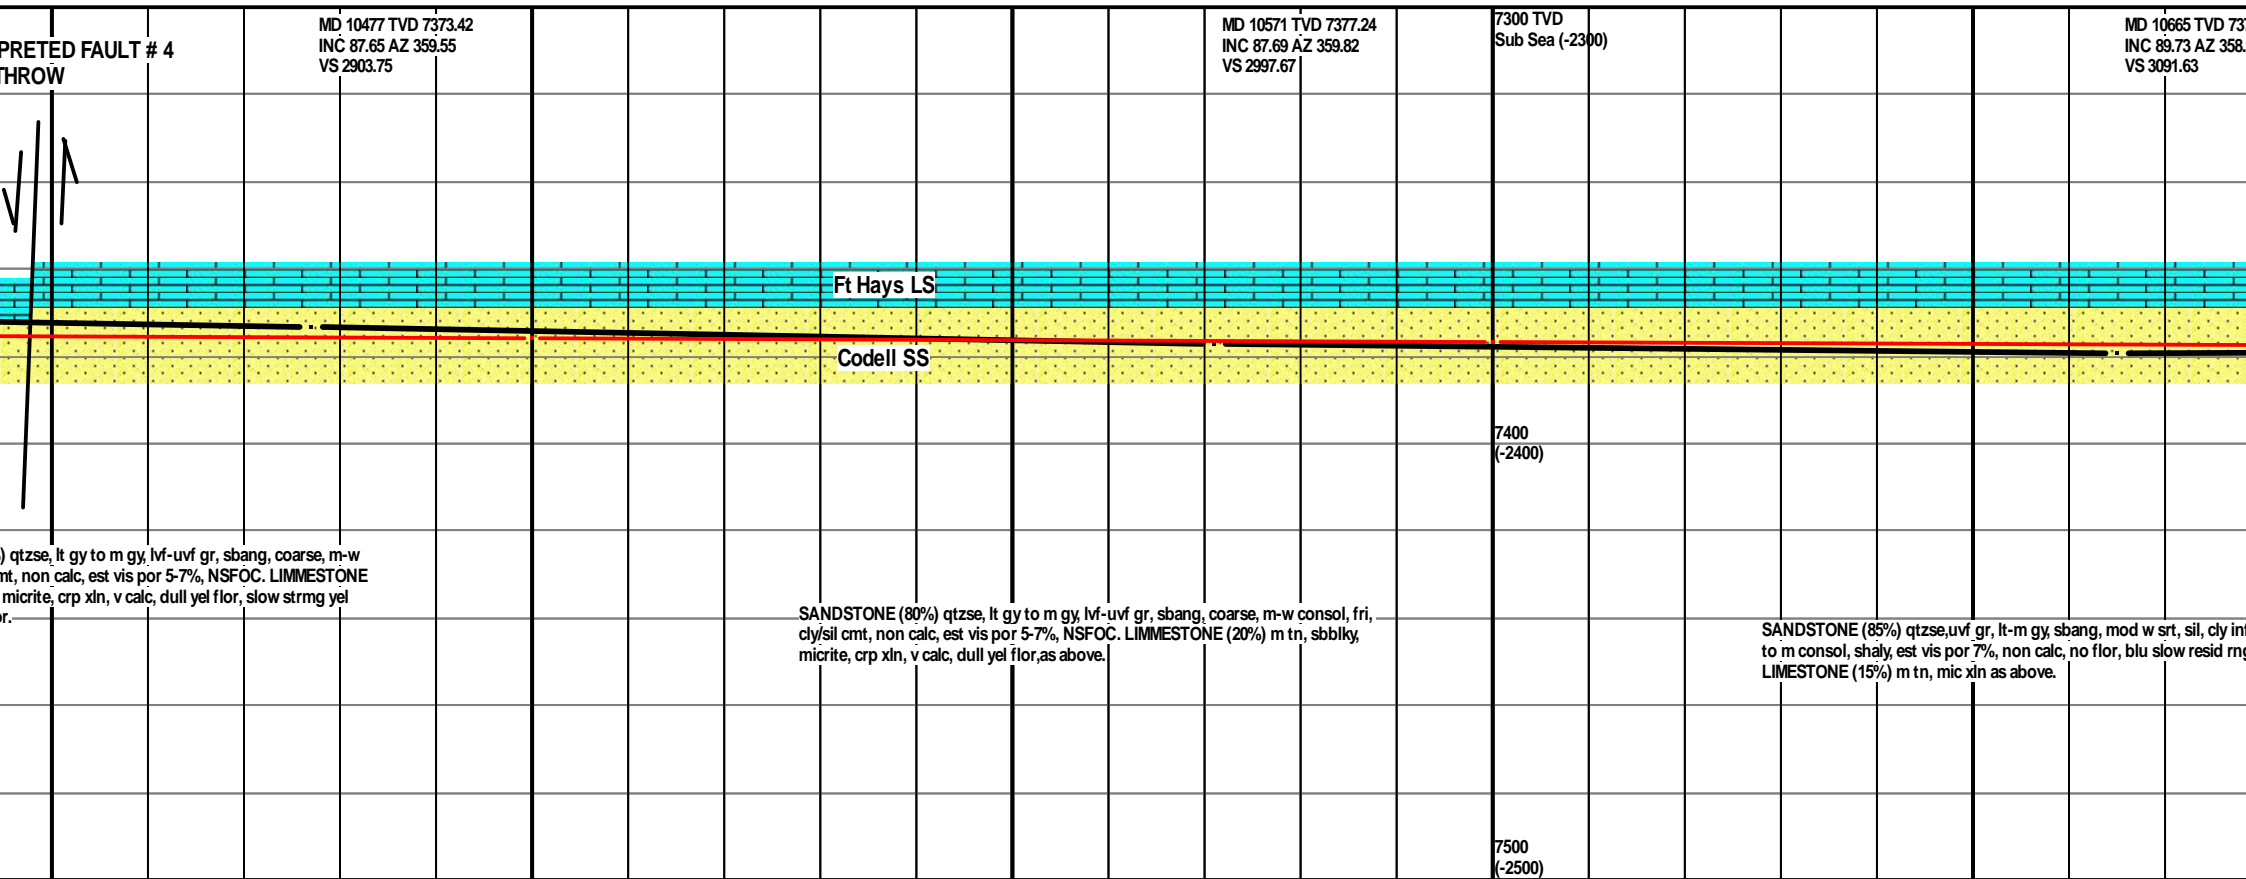 PRETED FAULT # 4
THROW
MD 10477 TVD 7373.42
INC 87.65 AZ 359.55
VS 2903.75
MD 10571 TVD 7377.24
INC 87.69 AZ 359.82
VS 2997.67
7300 TVD
Sub Sea (-2300)
MD 10665 TVD 737
INC 89.73 AZ 358.
VS 3091.63
Ft Hays LS
Codell SS
7400
(-2400)
) qtzse, lt gy to m gy, lvf-uvf gr, sbang, coarse, m-w
mt, non calc, est vis por 5-7%, NSFOC. LIMMESTONE
micrite, crp xln, v calc, dull yel flor, slow strmg yel
or.
SANDSTONE (80%) qtzse, lt gy to m gy, lvf-uvf gr, sbang, coarse, m-w consol, fri,
cly/sil cmt, non calc, est vis por 5-7%, NSFOC. LIMMESTONE (20%) m tn, sbblky,
micrite, crp xln, v calc, dull yel flor,as above.
SANDSTONE (85%) qtzse,uvf gr, lt-m gy, sbang, mod w srt, sil, cly inf
to m consol, shaly, est vis por 7%, non calc, no flor, blu slow resid rng
LIMESTONE (15%) m tn, mic xln as above.
7500
(-2500)